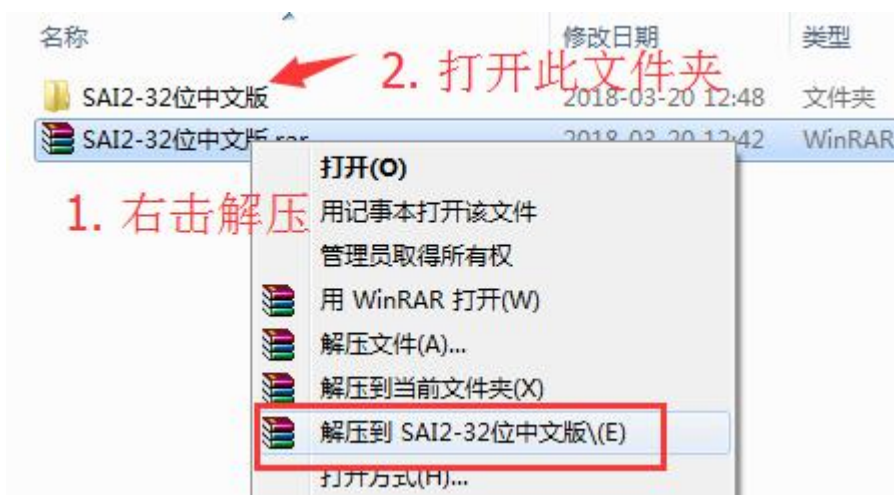 名称 修改日期 类型
2. 打开此文件夹
SAI2-32位中文版 2018-03-20 12:48 文件夹
SAI2-32位中文版.rar 2018-03-20 12:42 WinRAR
1. 右击解压
打开(O)
用记事本打开该文件
管理员取得所有权
用 WinRAR 打开(W)
解压文件(A)...
解压到当前文件夹(X)
解压到 SAI2-32位中文版\(E)
打开方式(H)...